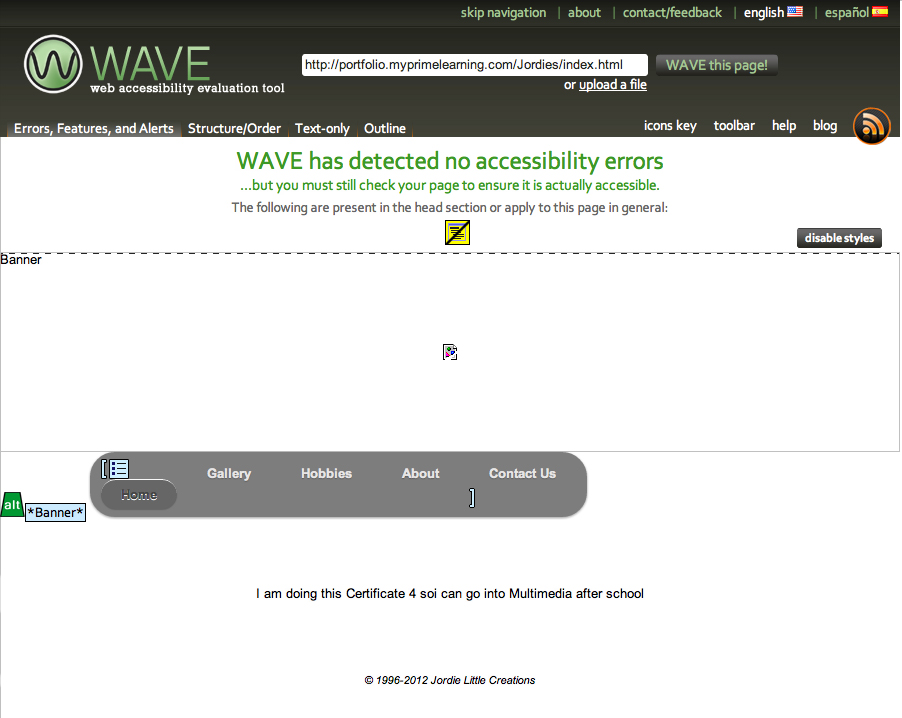 skip navigation | about | contact/feedback | english | español
WAVE
web accessibility evaluation tool
http://portfolio.myprimelearning.com/Jordies/index.html
WAVE this page!
or upload a file
Errors, Features, and Alerts Structure/Order Text-only Outline
icons key toolbar help blog
WAVE has detected no accessibility errors
...but you must still check your page to ensure it is actually accessible.
The following are present in the head section or apply to this page in general:
disable styles
Banner
Gallery Hobbies About Contact Us
Home
alt *Banner*
I am doing this Certificate 4 soi can go into Multimedia after school
© 1996-2012 Jordie Little Creations